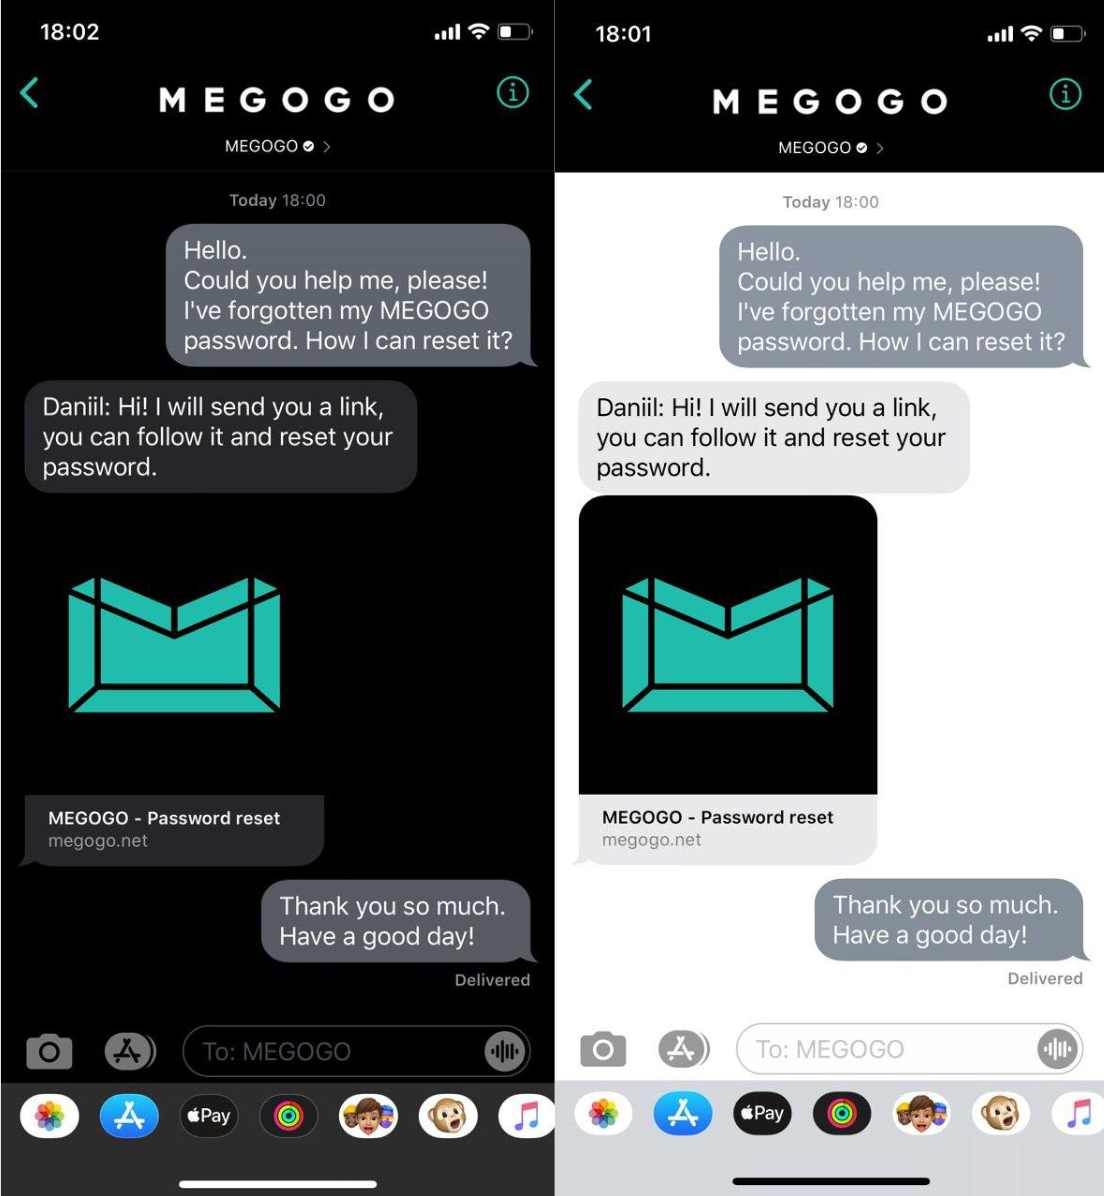 18:02
MEGOGO
MEGOGO
Today 18:00
Hello.
Could you help me, please!
I've forgotten my MEGOGO
password. How I can reset it?
Daniil: Hi! I will send you a link,
you can follow it and reset your
password.
MEGOGO - Password reset
megogo.net
Thank you so much.
Have a good day!
Delivered
To: MEGOGO
Pay
18:01
MEGOGO
MEGOGO
Today 18:00
Hello.
Could you help me, please!
I've forgotten my MEGOGO
password. How I can reset it?
Daniil: Hi! I will send you a link,
you can follow it and reset your
password.
MEGOGO - Password reset
megogo.net
Thank you so much.
Have a good day!
Delivered
To: MEGOGO
Pay